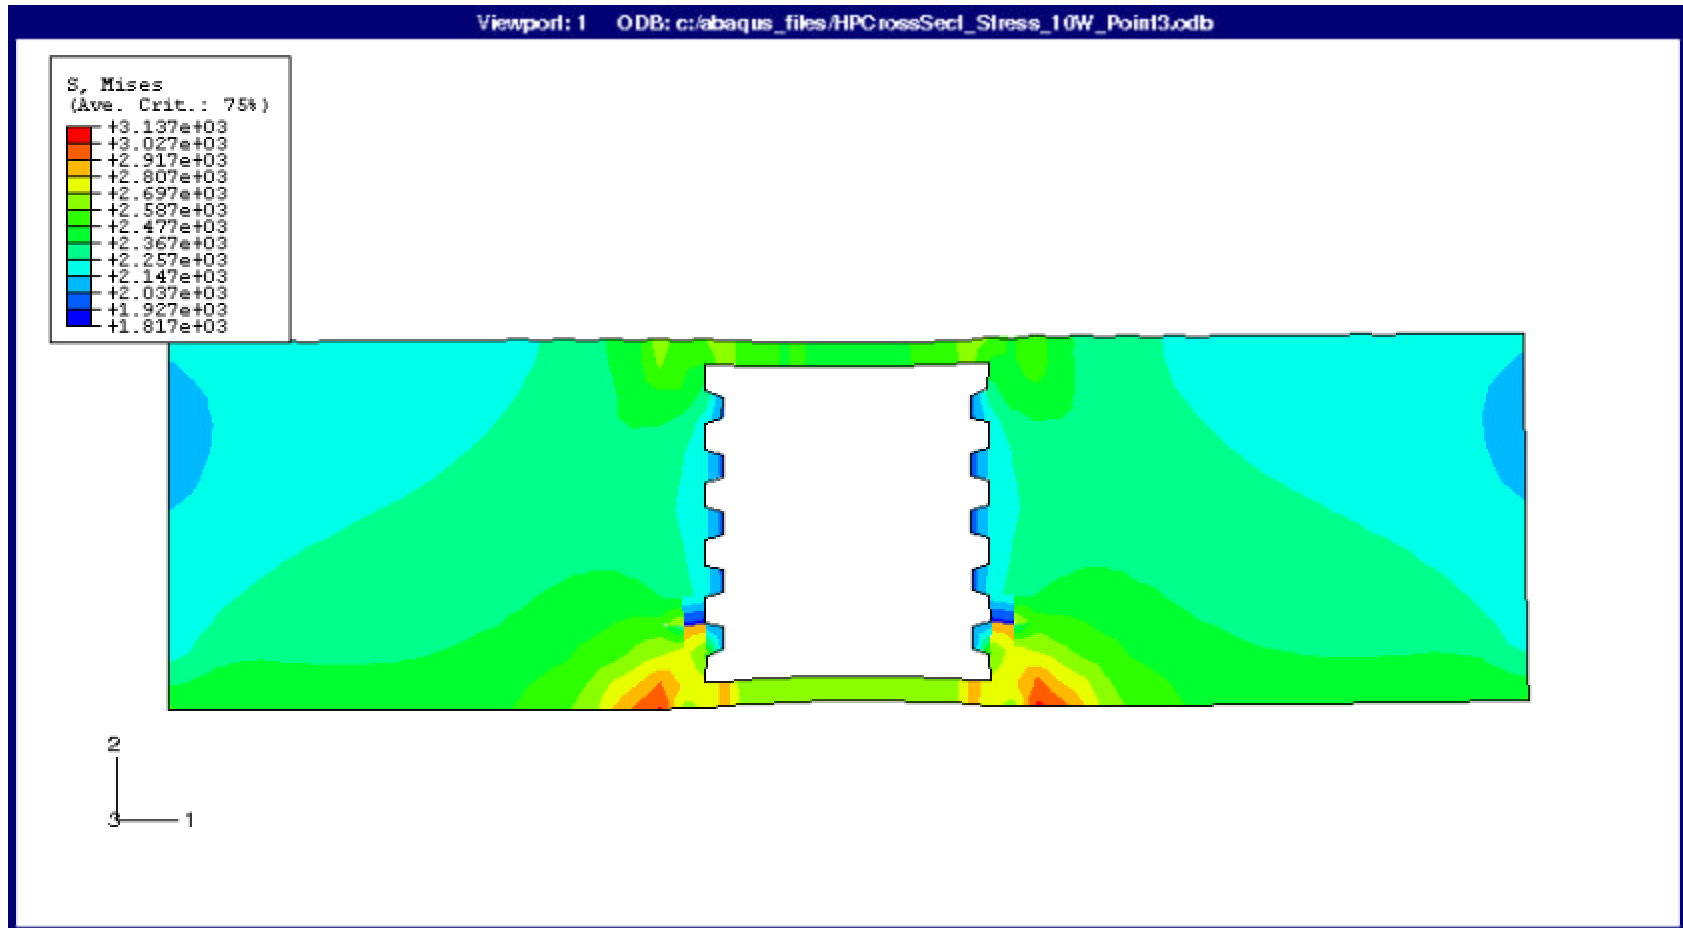 Viewport: 1 ODB: c:/abaqus_files/HPCrossSect_Stress_10W_Point3.odb
S, Mises
(Ave. Crit.: 75%)
+3.137e+03
+3.027e+03
+2.917e+03
+2.807e+03
+2.697e+03
+2.587e+03
+2.477e+03
+2.367e+03
+2.257e+03
+2.147e+03
+2.037e+03
+1.927e+03
+1.817e+03
2
3 1